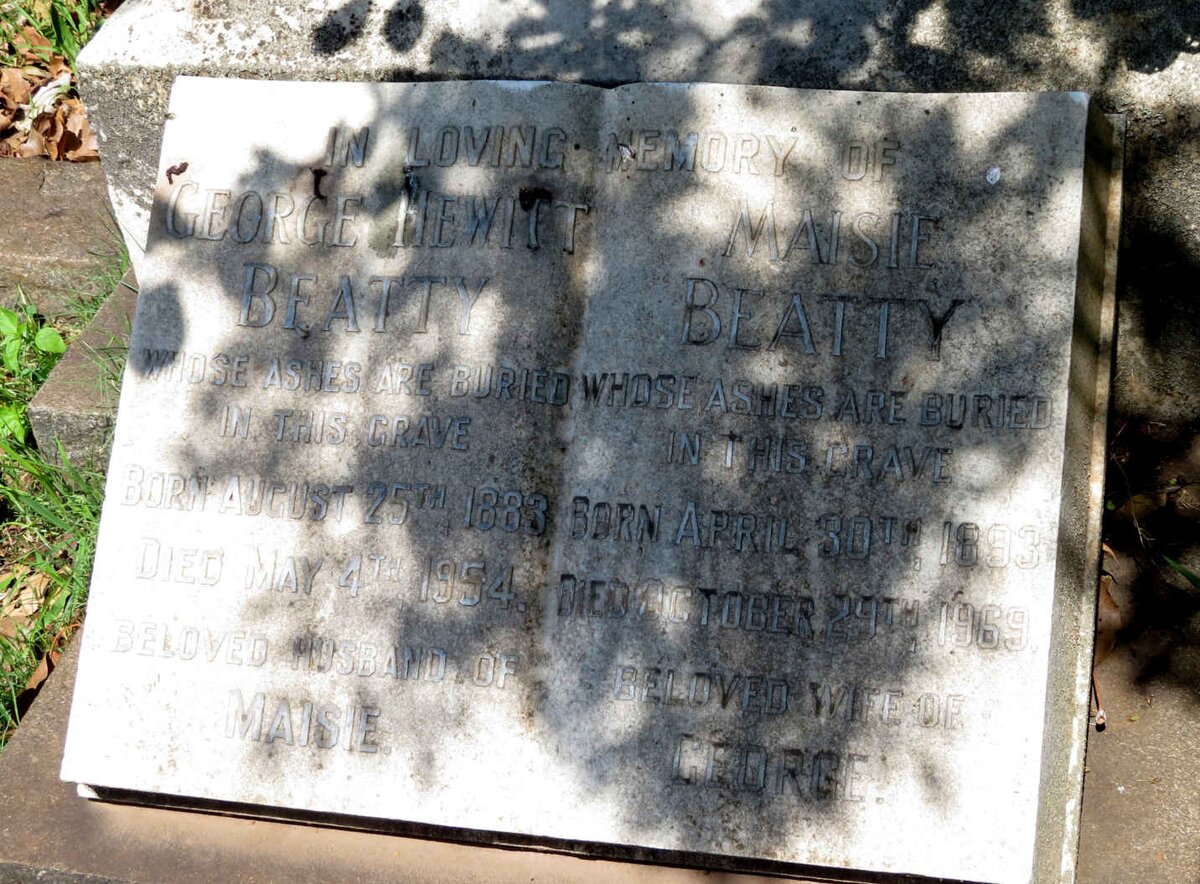 IN LOVING MEMORY OF
GEORGE HEWITT
BEATTY
WHOSE ASHES ARE BURIED
IN THIS GRAVE
BORN AUGUST 25TH 1883
DIED MAY 4TH 1954.
BELOVED HUSBAND OF
MAISIE
MAISIE
BEATTY
WHOSE ASHES ARE BURIED
IN THIS GRAVE
BORN APRIL 30TH, 1893
DIED OCTOBER 29TH, 1969.
BELOVED WIFE OF
GEORGE.